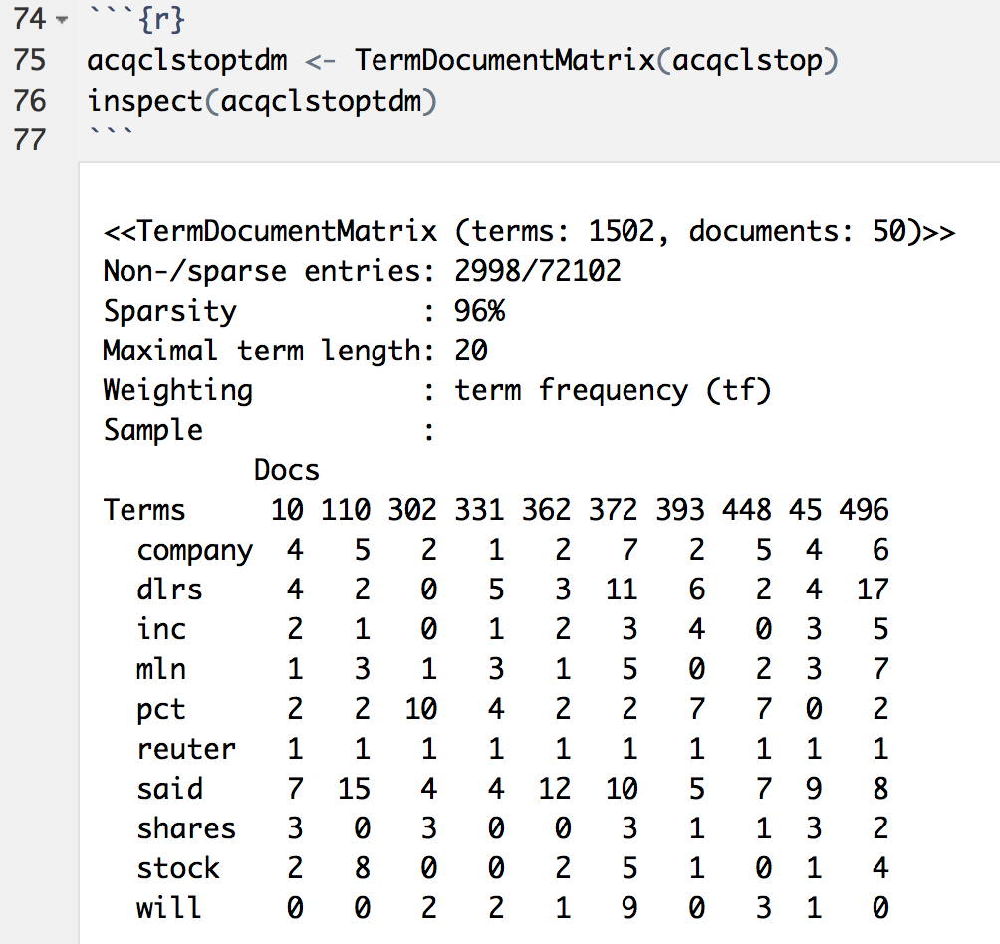 74 ```{r}
75 acqclstoptdm <- TermDocumentMatrix(acqclstop)
76 inspect(acqclstoptdm)
77 ```
<<TermDocumentMatrix (terms: 1502, documents: 50)>>
Non-/sparse entries: 2998/72102
Sparsity           : 96%
Maximal term length: 20
Weighting          : term frequency (tf)
Sample             :
         Docs
Terms     10 110 302 331 362 372 393 448 45 496
  company  4   5   2   1   2   7   2   5  4   6
  dlrs     4   2   0   5   3  11   6   2  4  17
  inc      2   1   0   1   2   3   4   0  3   5
  mln      1   3   1   3   1   5   0   2  3   7
  pct      2   2  10   4   2   2   7   7  0   2
  reuter   1   1   1   1   1   1   1   1  1   1
  said     7  15   4   4  12  10   5   7  9   8
  shares   3   0   3   0   0   3   1   1  3   2
  stock    2   8   0   0   2   5   1   0  1   4
  will     0   0   2   2   1   9   0   3  1   0